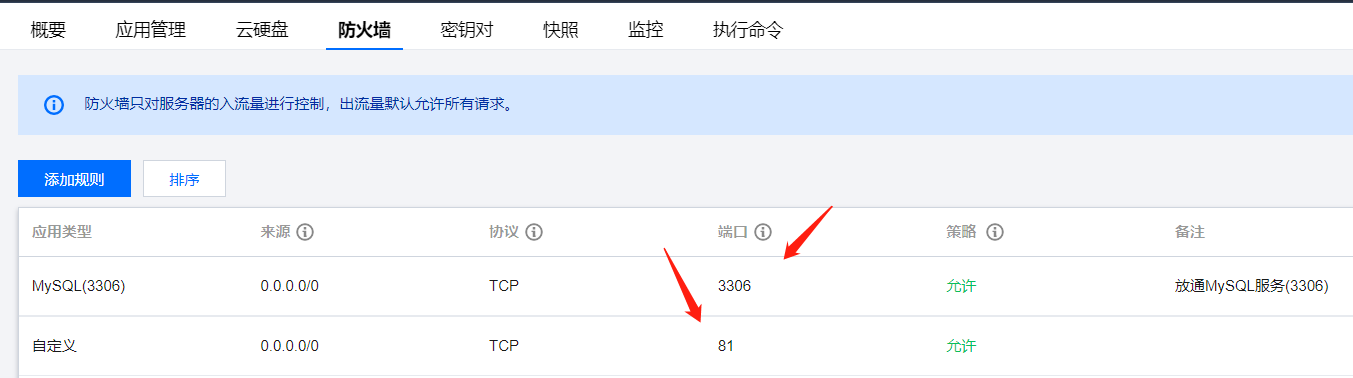 概要 应用管理 云硬盘 防火墙 密钥对 快照 监控 执行命令
防火墙只对服务器的入流量进行控制，出流量默认允许所有请求。
添加规则 排序
应用类型 来源 协议 端口 策略 备注
MySQL(3306) 0.0.0.0/0 TCP 3306 允许 放通MySQL服务(3306)
自定义 0.0.0.0/0 TCP 81 允许